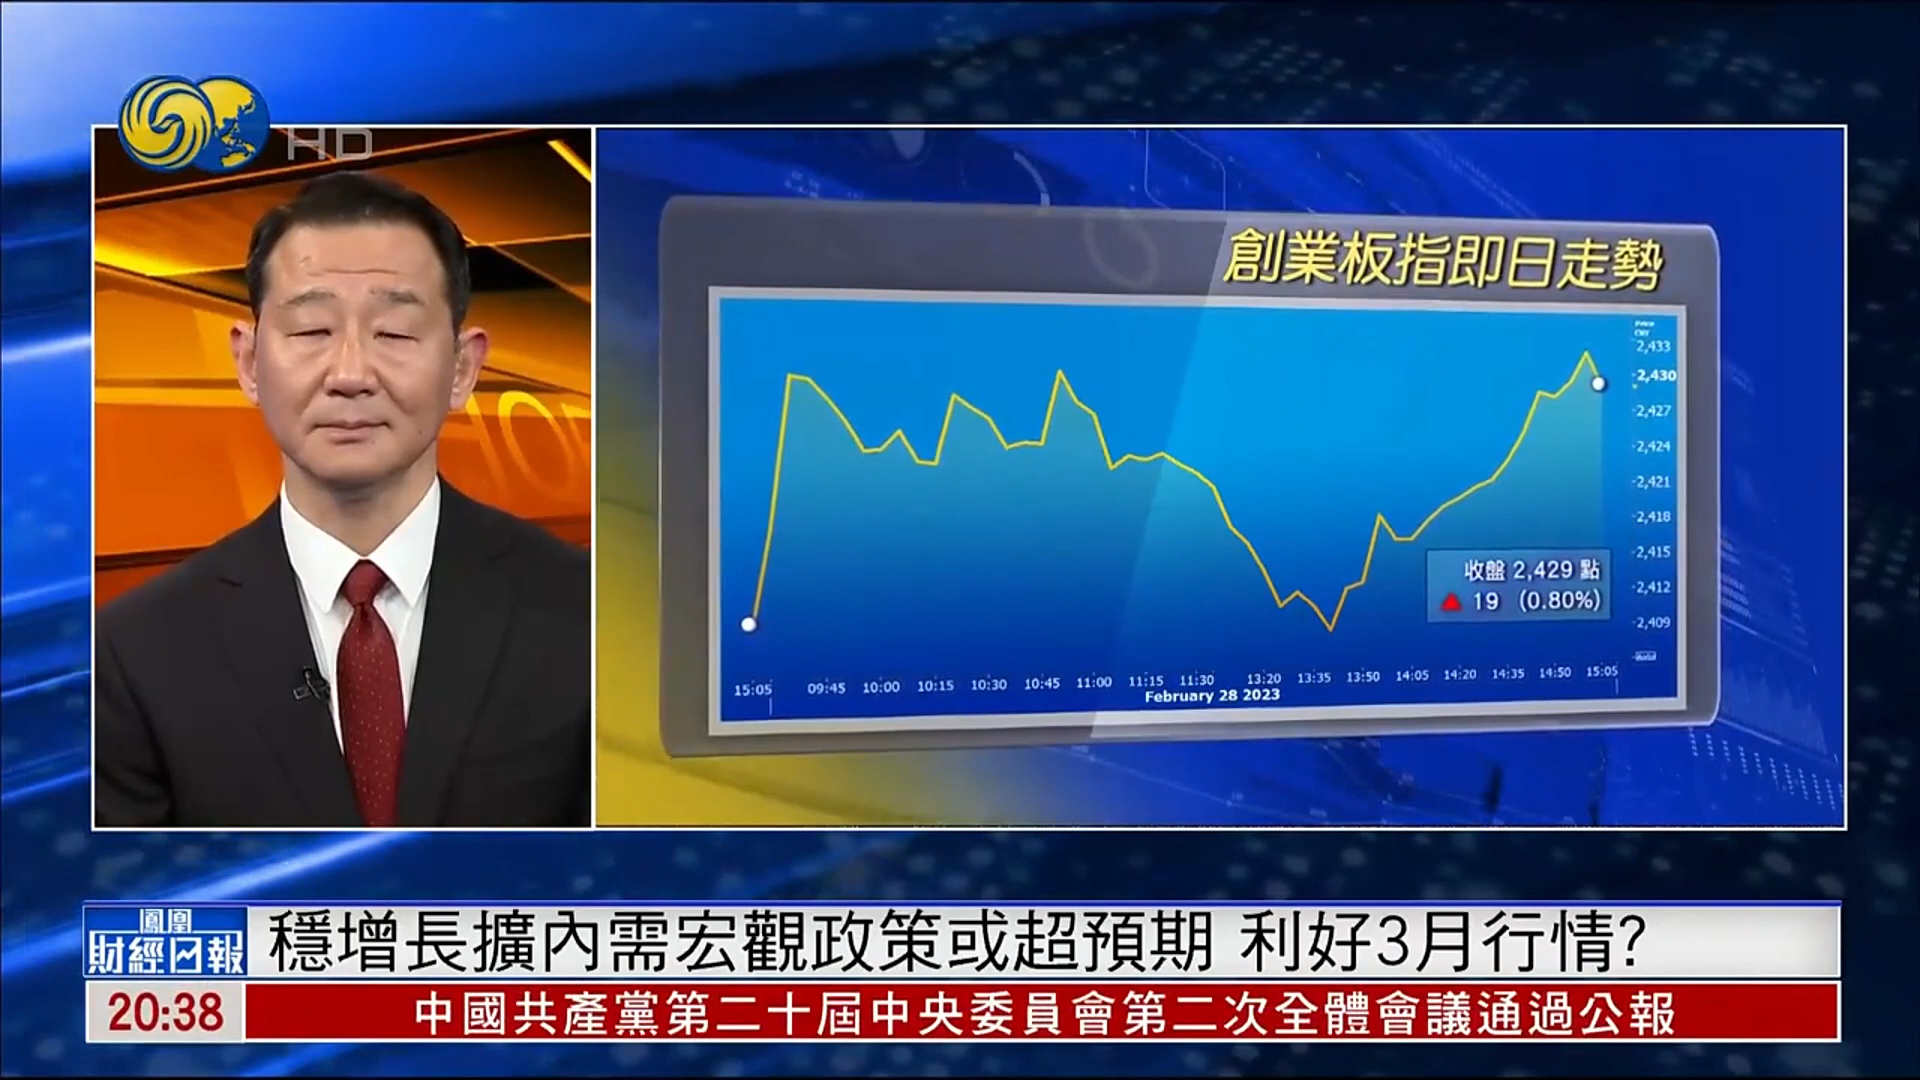 HD
創業板指即日走勢
Price
CNY
2,433
2,430
2,427
2,424
2,421
2,418
2,415
2,412
2,409
收盤 2,429 點
▲ 19 (0.80%)
15:05 09:45 10:00 10:15 10:30 10:45 11:00 11:15 11:30 13:20 13:35 13:50 14:05 14:20 14:35 14:50 15:05
February 28 2023
鳳凰
財經日報
穩增長擴內需宏觀政策或超預期 利好3月行情?
20:38
中國共產黨第二十屆中央委員會第二次全體會議通過公報